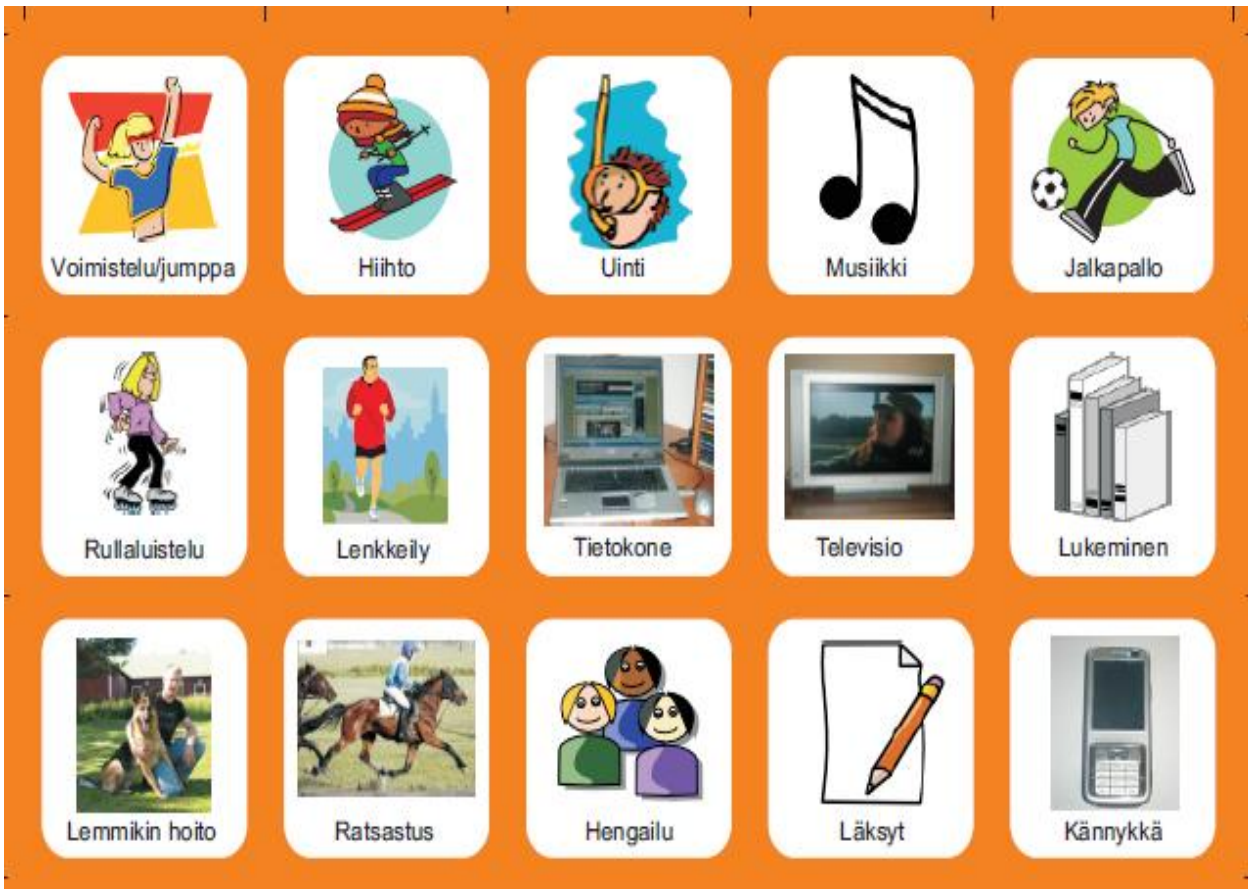 Voimistelu/jumppa
Hiihto
Uinti
Musiikki
Jalkapallo
Rullaluistelu
Lenkkeily
Tietokone
Televisio
Lukeminen
Lemmikin hoito
Ratsastus
Hengailu
Läksyt
Kännykkä